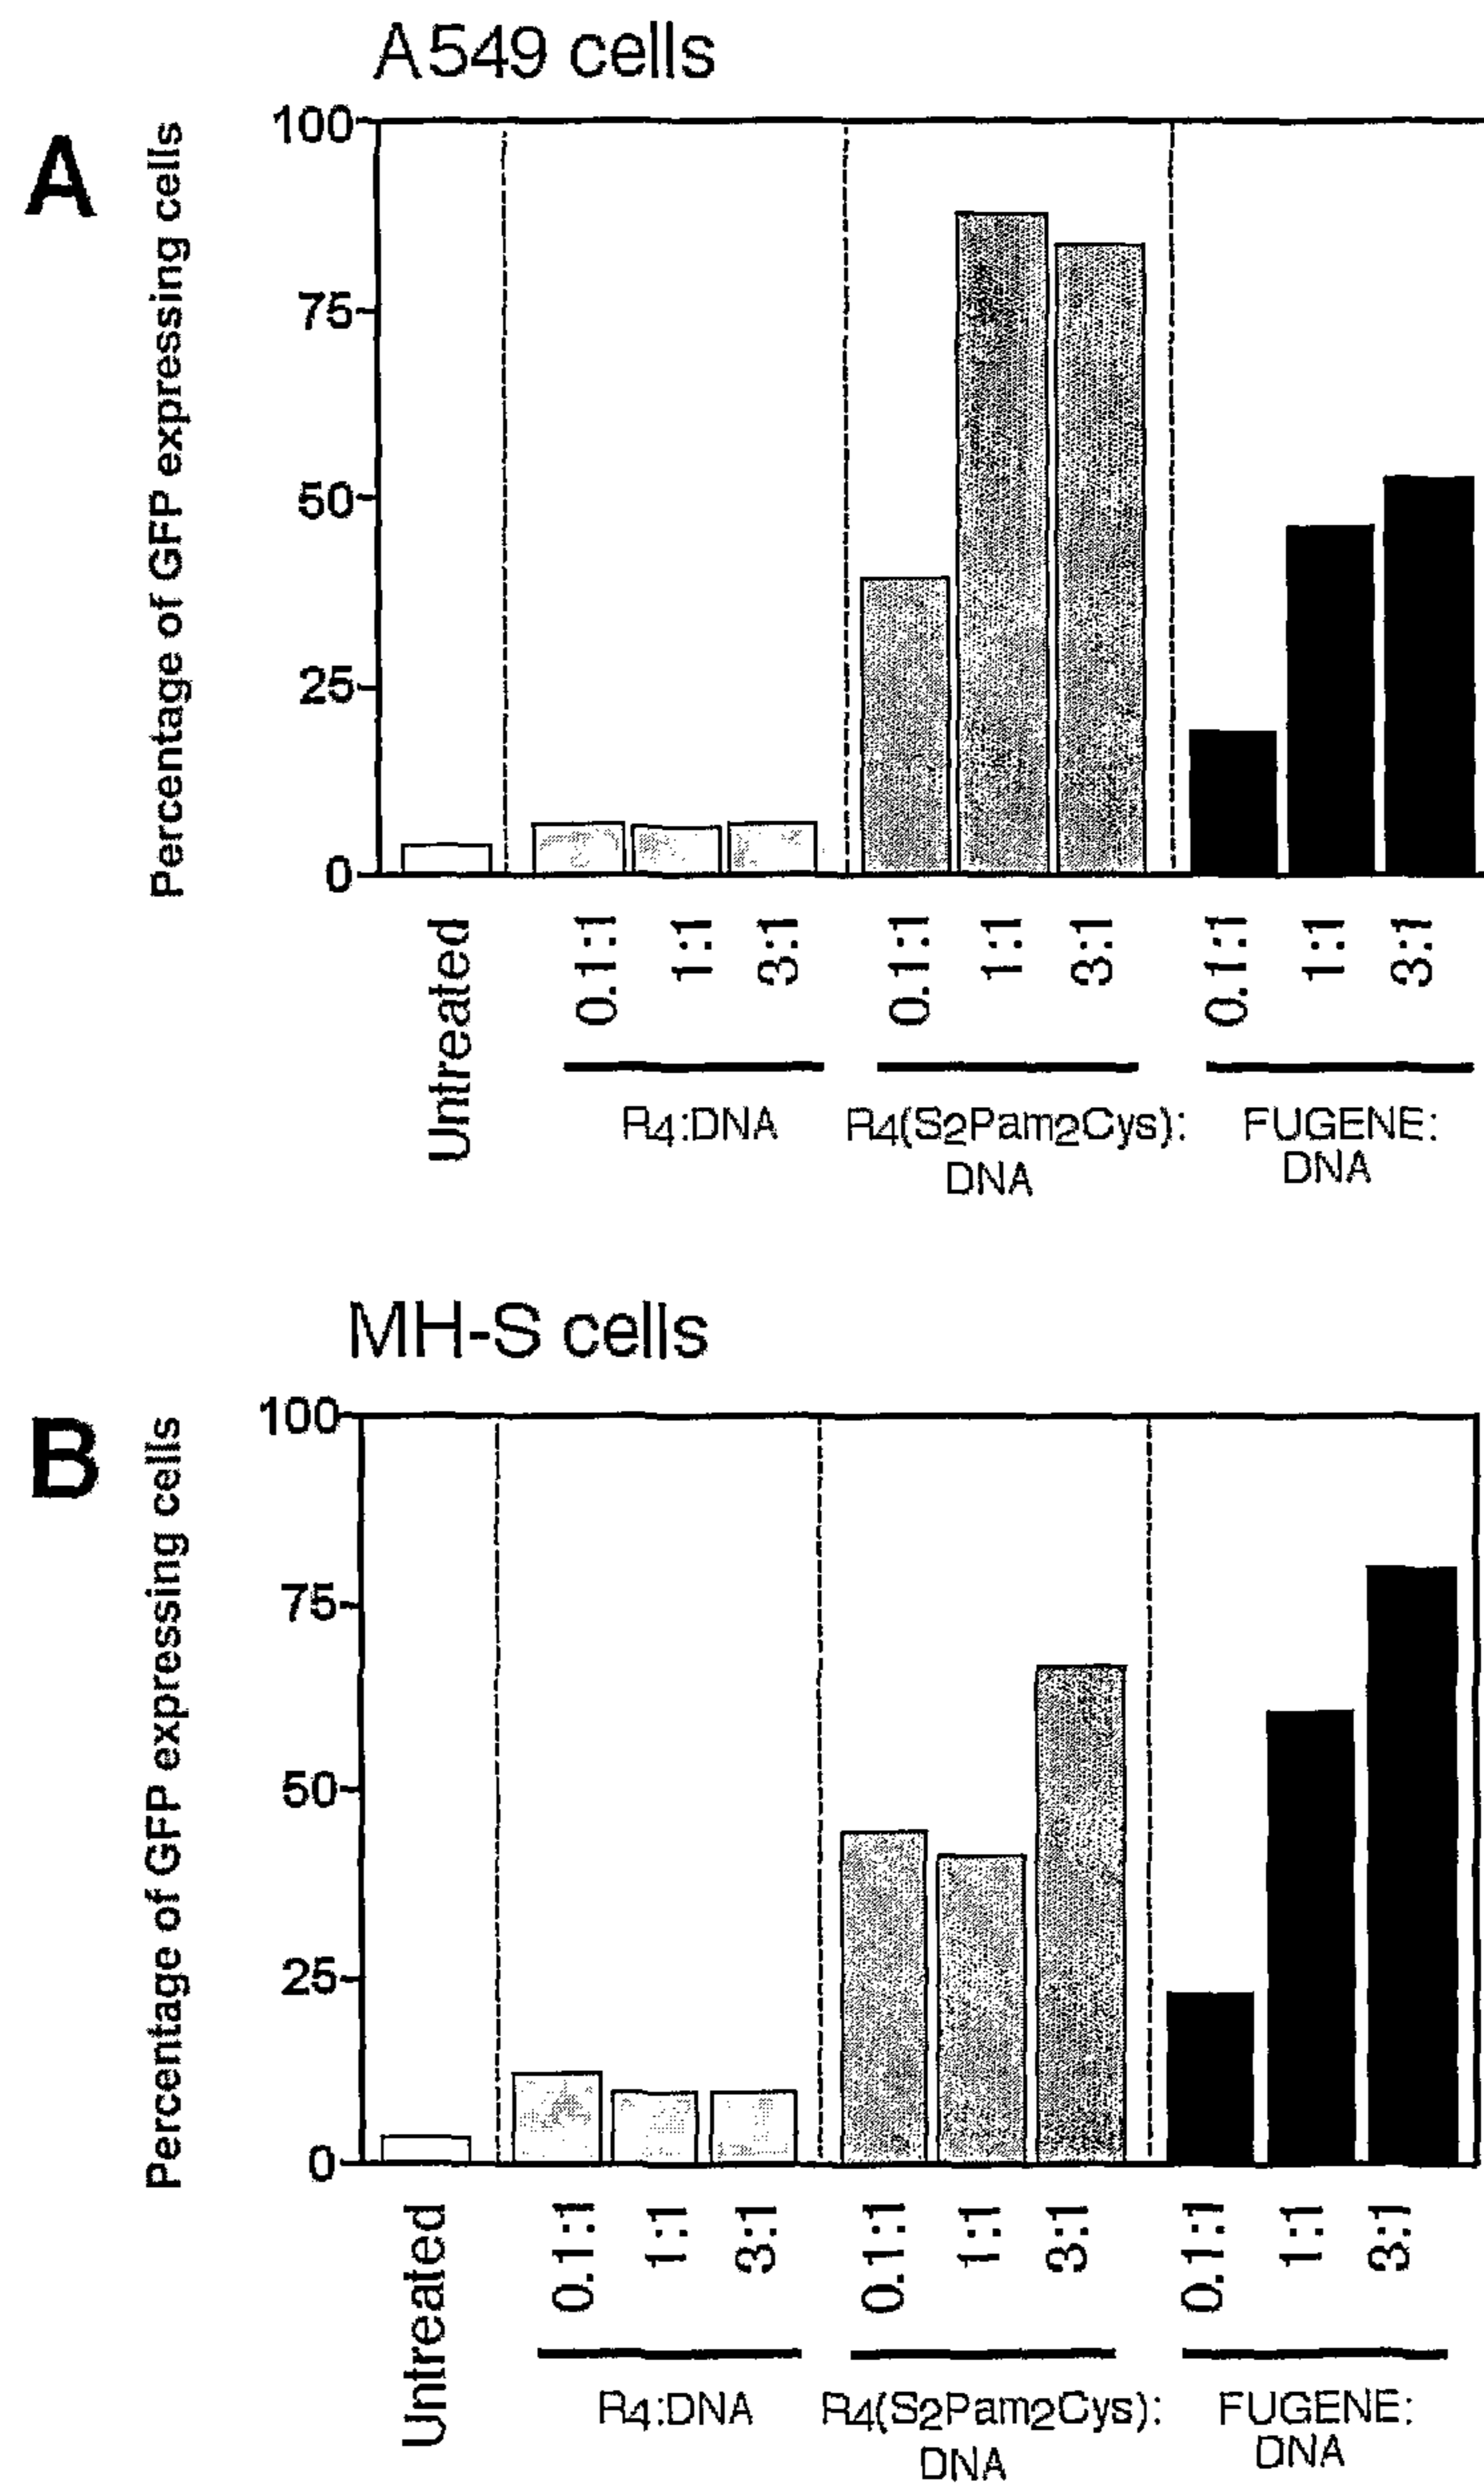 A549 cells
A
Percentage of GFP expressing cells
100
75
50
25
0
Untreated
0.1:1
1:1
3:1
0.1:1
1:1
3:1
0.1:1
1:1
3:1
R4:DNA
R4(S2Pam2Cys):
DNA
FUGENE:
DNA
MH-S cells
B
Percentage of GFP expressing cells
100
75
50
25
0
Untreated
0.1:1
1:1
3:1
0.1:1
1:1
3:1
0.1:1
1:1
3:1
R4:DNA
R4(S2Pam2Cys):
DNA
FUGENE:
DNA